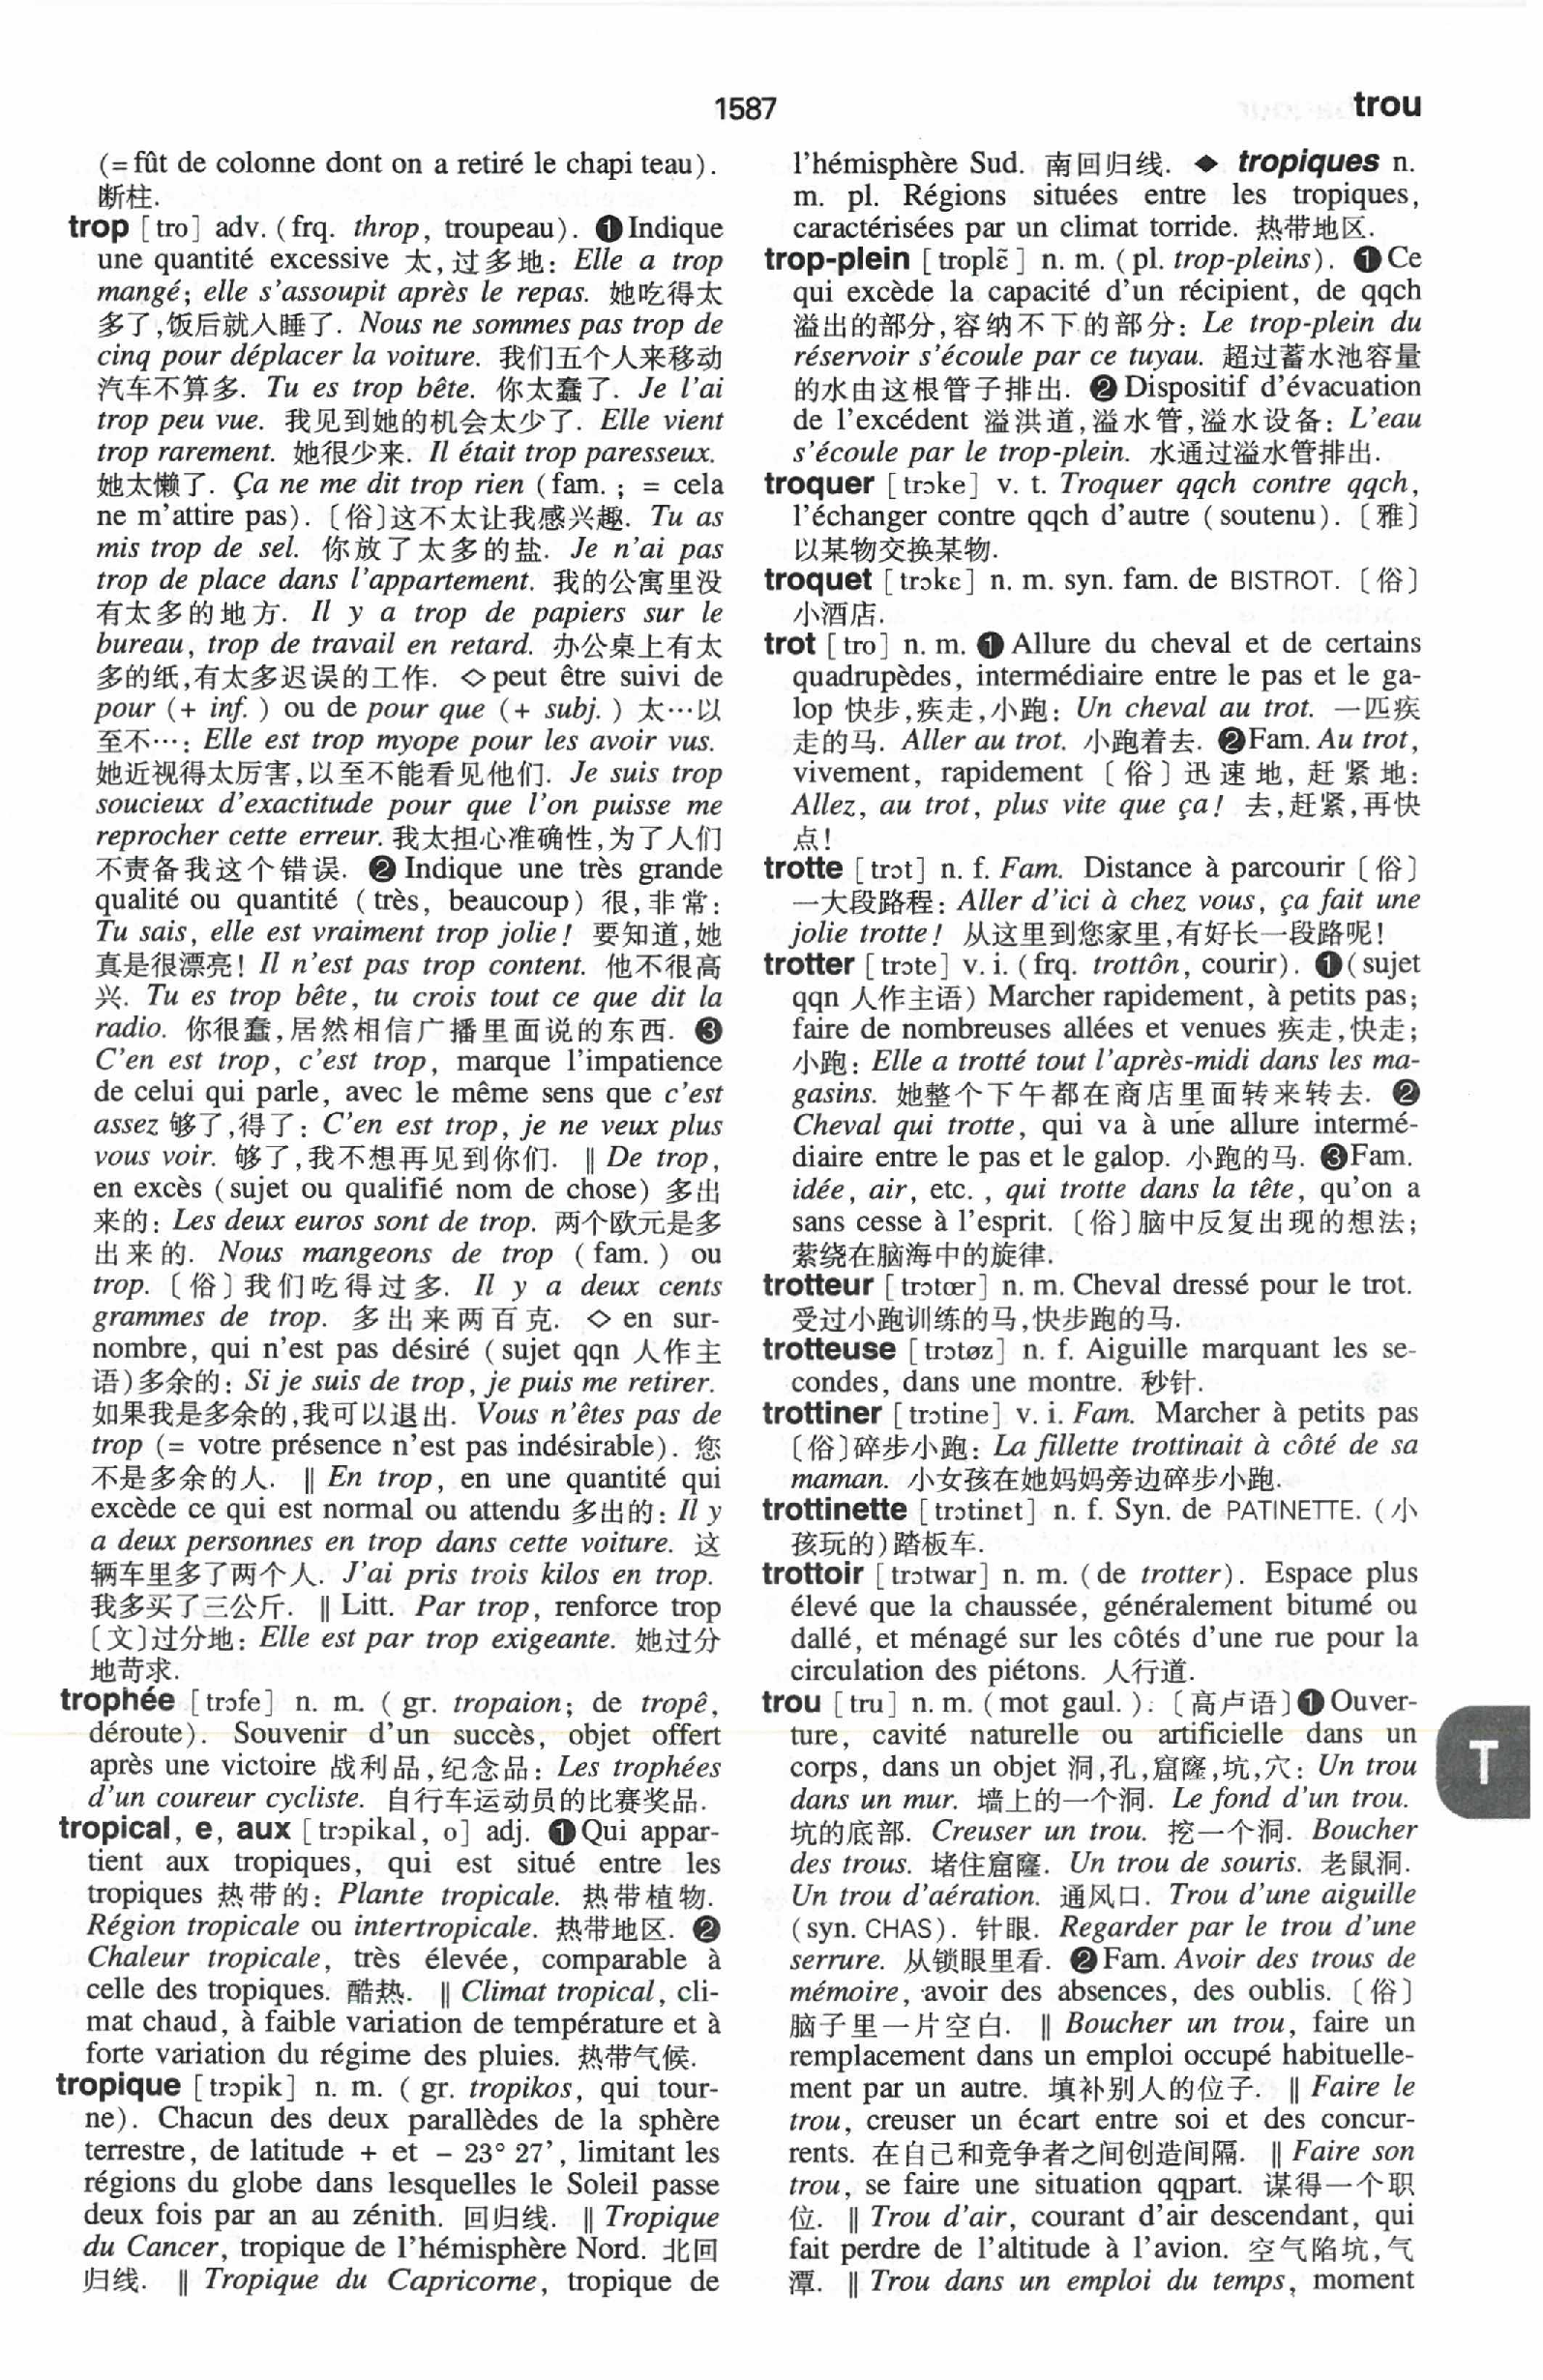 1587
trou
(= fût de colonne dont on a retiré le chapi teau).
断柱.
trop [tro] adv. (frq. throp, troupeau). ❶Indique
une quantité excessive 太,过多地: Elle a trop
mangé; elle s'assoupit après le repas. 她吃得太
多了,饭后就入睡了. Nous ne sommes pas trop de
cinq pour déplacer la voiture. 我们五个人来移动
汽车不算多. Tu es trop bête. 你太蠢了. Je l'ai
trop peu vue. 我见到她的机会太少了. Elle vient
trop rarement. 她很少来. Il était trop paresseux.
她太懒了. Ça ne me dit trop rien (fam. ; = cela
ne m'attire pas). 〔俗〕这不太让我感兴趣. Tu as
mis trop de sel. 你放了太多的盐. Je n'ai pas
trop de place dans l'appartement. 我的公寓里没
有太多的地方. Il y a trop de papiers sur le
bureau, trop de travail en retard. 办公桌上有太
多的纸,有太多迟误的工作. ◇peut être suivi de
pour (+ inf. ) ou de pour que (+ subj. ) 太…以
至不…: Elle est trop myope pour les avoir vus.
她近视得太厉害,以至不能看见他们. Je suis trop
soucieux d'exactitude pour que l'on puisse me
reprocher cette erreur. 我太担心准确性,为了人们
不责备我这个错误. ❷ Indique une très grande
qualité ou quantité (très, beaucoup) 很,非常:
Tu sais, elle est vraiment trop jolie! 要知道,她
真是很漂亮! Il n'est pas trop content. 他不很高
兴. Tu es trop bête, tu crois tout ce que dit la
radio. 你很蠢,居然相信广播里面说的东西. ❸
C'en est trop, c'est trop, marque l'impatience
de celui qui parle, avec le même sens que c'est
assez 够了,得了: C'en est trop, je ne veux plus
vous voir. 够了,我不想再见到你们. ‖ De trop,
en excès (sujet ou qualifié nom de chose) 多出
来的: Les deux euros sont de trop. 两个欧元是多
出来的. Nous mangeons de trop (fam. ) ou
trop. 〔俗〕我们吃得过多. Il y a deux cents
grammes de trop. 多出来两百克. ◇ en sur-
nombre, qui n'est pas désiré (sujet qqn 人作主
语)多余的: Si je suis de trop, je puis me retirer.
如果我是多余的,我可以退出. Vous n'êtes pas de
trop (= votre présence n'est pas indésirable). 您
不是多余的人. ‖ En trop, en une quantité qui
excède ce qui est normal ou attendu 多出的: Il y
a deux personnes en trop dans cette voiture. 这
辆车里多了两个人. J'ai pris trois kilos en trop.
我多买了三公斤. ‖ Litt. Par trop, renforce trop
〔文〕过分地: Elle est par trop exigeante. 她过分
地苛求.
trophée [trɔfe] n. m. ( gr. tropaion; de tropê,
déroute). Souvenir d'un succès, objet offert
après une victoire 战利品,纪念品: Les trophées
d'un coureur cycliste. 自行车运动员的比赛奖品.
tropical, e, aux [trɔpikal, o] adj. ❶Qui appar-
tient aux tropiques, qui est situé entre les
tropiques 热带的: Plante tropicale. 热带植物.
Région tropicale ou intertropicale. 热带地区. ❷
Chaleur tropicale, très élevée, comparable à
celle des tropiques. 酷热. ‖ Climat tropical, cli-
mat chaud, à faible variation de température et à
forte variation du régime des pluies. 热带气候.
tropique [trɔpik] n. m. ( gr. tropikos, qui tour-
ne). Chacun des deux parallèdes de la sphère
terrestre, de latitude + et − 23° 27', limitant les
régions du globe dans lesquelles le Soleil passe
deux fois par an au zénith. 回归线. ‖ Tropique
du Cancer, tropique de l'hémisphère Nord. 北回
归线. ‖ Tropique du Capricorne, tropique de
l'hémisphère Sud. 南回归线. ◆ tropiques n.
m. pl. Régions situées entre les tropiques,
caractérisées par un climat torride. 热带地区.
trop-plein [troplɛ̃] n. m. (pl. trop-pleins). ❶Ce
qui excède la capacité d'un récipient, de qqch
溢出的部分,容纳不下的部分: Le trop-plein du
réservoir s'écoule par ce tuyau. 超过蓄水池容量
的水由这根管子排出. ❷ Dispositif d'évacuation
de l'excédent 溢洪道,溢水管,溢水设备: L'eau
s'écoule par le trop-plein. 水通过溢水管排出.
troquer [trɔke] v. t. Troquer qqch contre qqch,
l'échanger contre qqch d'autre (soutenu). 〔雅〕
以某物交换某物.
troquet [trɔkɛ] n. m. syn. fam. de BISTROT. 〔俗〕
小酒店.
trot [tro] n. m. ❶ Allure du cheval et de certains
quadrupèdes, intermédiaire entre le pas et le ga-
lop 快步,疾走,小跑: Un cheval au trot. 一匹疾
走的马. Aller au trot. 小跑着去. ❷Fam. Au trot,
vivement, rapidement 〔俗〕迅速地,赶紧地:
Allez, au trot, plus vite que ça! 去,赶紧,再快
点!
trotte [trɔt] n. f. Fam. Distance à parcourir 〔俗〕
一大段路程: Aller d'ici à chez vous, ça fait une
jolie trotte! 从这里到您家里,有好长一段路呢!
trotter [trɔte] v. i. (frq. trottôn, courir). ❶(sujet
qqn 人作主语) Marcher rapidement, à petits pas;
faire de nombreuses allées et venues 疾走,快走;
小跑: Elle a trotté tout l'après-midi dans les ma-
gasins. 她整个下午都在商店里面转来转去. ❷
Cheval qui trotte, qui va à une allure intermé-
diaire entre le pas et le galop. 小跑的马. ❸Fam.
idée, air, etc. , qui trotte dans la tête, qu'on a
sans cesse à l'esprit. 〔俗〕脑中反复出现的想法;
萦绕在脑海中的旋律.
trotteur [trɔtœr] n. m. Cheval dressé pour le trot.
受过小跑训练的马,快步跑的马.
trotteuse [trɔtøz] n. f. Aiguille marquant les se-
condes, dans une montre. 秒针.
trottiner [trɔtine] v. i. Fam. Marcher à petits pas
〔俗〕碎步小跑: La fillette trottinait à côté de sa
maman. 小女孩在她妈妈旁边碎步小跑.
trottinette [trɔtinɛt] n. f. Syn. de PATINETTE. (小
孩玩的)踏板车.
trottoir [trɔtwar] n. m. (de trotter). Espace plus
élevé que la chaussée, généralement bitumé ou
dallé, et ménagé sur les côtés d'une rue pour la
circulation des piétons. 人行道.
trou [tru] n. m. (mot gaul. ). 〔高卢语〕❶Ouver-
ture, cavité naturelle ou artificielle dans un
corps, dans un objet 洞,孔,窟窿,坑,穴: Un trou
dans un mur. 墙上的一个洞. Le fond d'un trou.
坑的底部. Creuser un trou. 挖一个洞. Boucher
des trous. 堵住窟窿. Un trou de souris. 老鼠洞.
Un trou d'aération. 通风口. Trou d'une aiguille
(syn. CHAS). 针眼. Regarder par le trou d'une
serrure. 从锁眼里看. ❷Fam. Avoir des trous de
mémoire, avoir des absences, des oublis. 〔俗〕
脑子里一片空白. ‖ Boucher un trou, faire un
remplacement dans un emploi occupé habituelle-
ment par un autre. 填补别人的位子. ‖ Faire le
trou, creuser un écart entre soi et des concur-
rents. 在自己和竞争者之间创造间隔. ‖ Faire son
trou, se faire une situation qqpart. 谋得一个职
位. ‖ Trou d'air, courant d'air descendant, qui
fait perdre de l'altitude à l'avion. 空气陷坑,气
潭. ‖ Trou dans un emploi du temps, moment
T